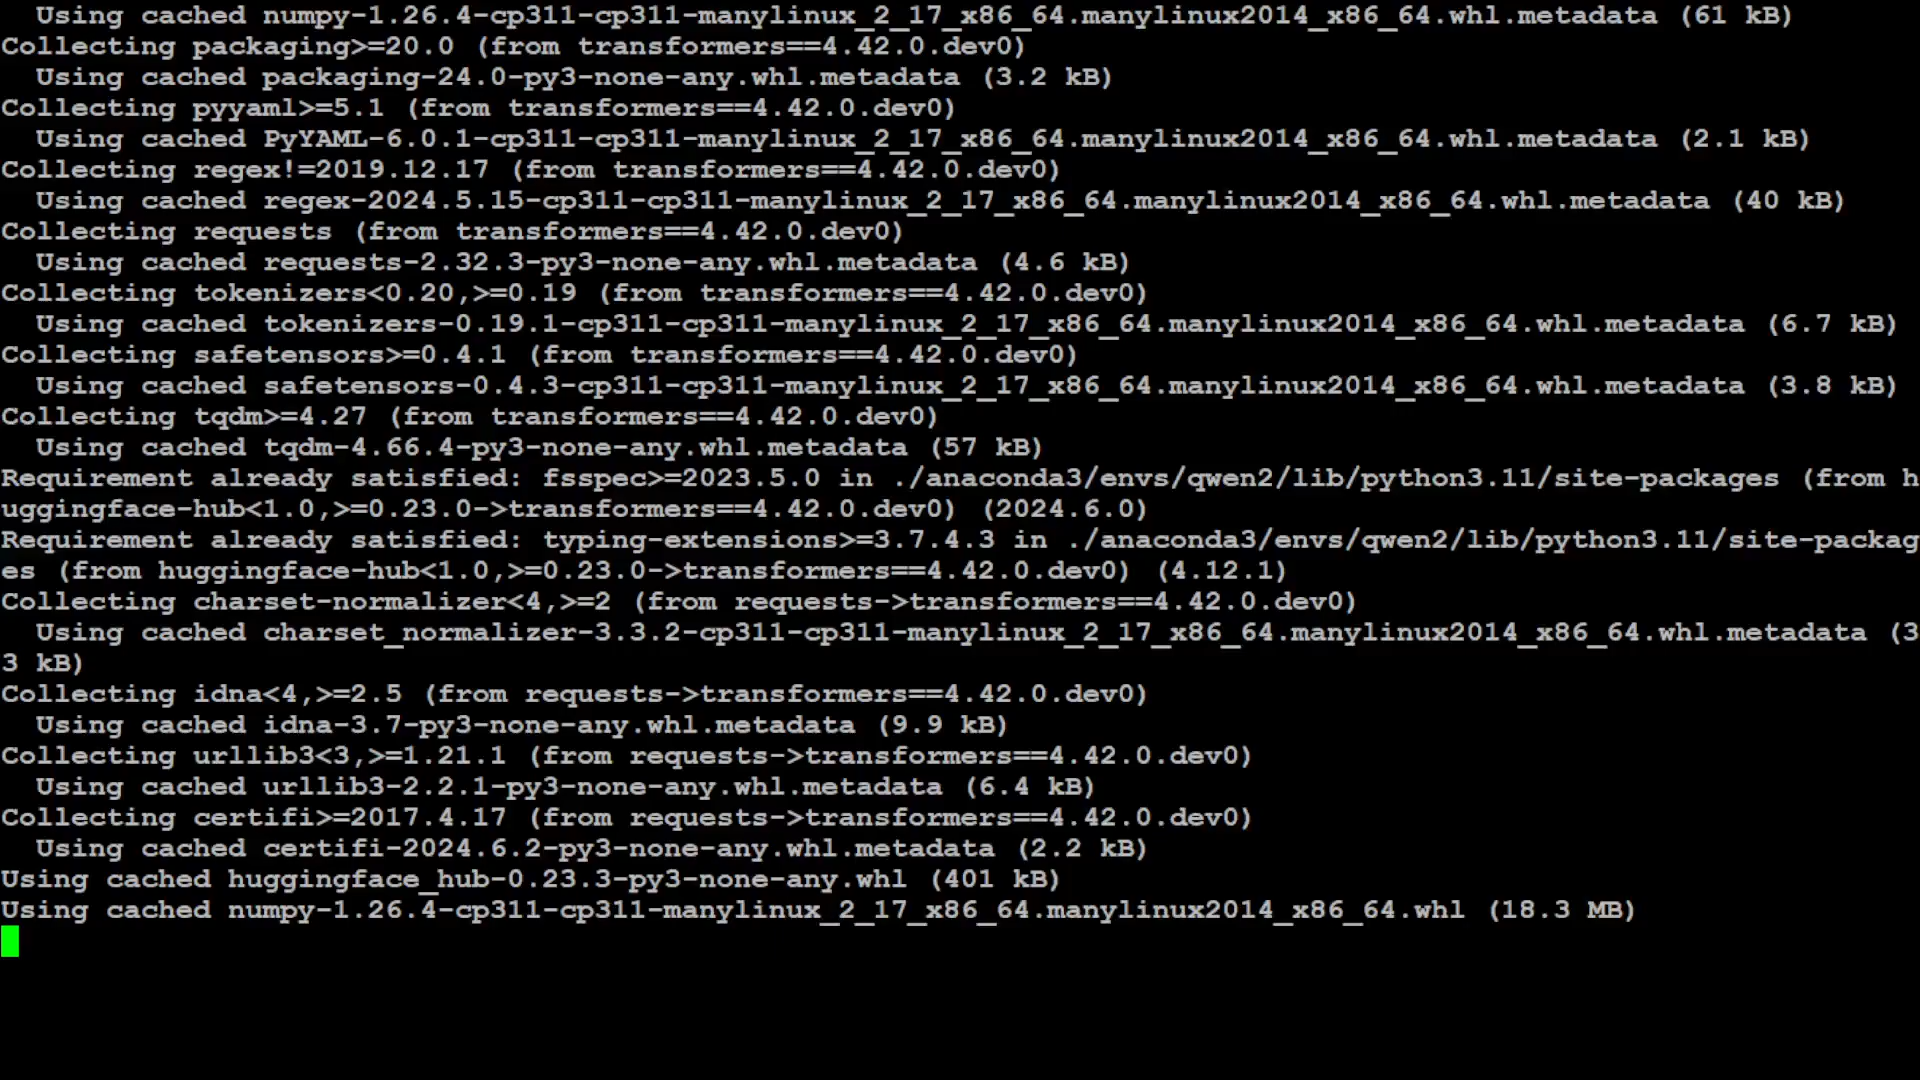 Using cached numpy-1.26.4-cp311-cp311-manylinux_2_17_x86_64.manylinux2014_x86_64.whl.metadata (61 kB)
Collecting packaging>=20.0 (from transformers==4.42.0.dev0)
  Using cached packaging-24.0-py3-none-any.whl.metadata (3.2 kB)
Collecting pyyaml>=5.1 (from transformers==4.42.0.dev0)
  Using cached PyYAML-6.0.1-cp311-cp311-manylinux_2_17_x86_64.manylinux2014_x86_64.whl.metadata (2.1 kB)
Collecting regex!=2019.12.17 (from transformers==4.42.0.dev0)
  Using cached regex-2024.5.15-cp311-cp311-manylinux_2_17_x86_64.manylinux2014_x86_64.whl.metadata (40 kB)
Collecting requests (from transformers==4.42.0.dev0)
  Using cached requests-2.32.3-py3-none-any.whl.metadata (4.6 kB)
Collecting tokenizers<0.20,>=0.19 (from transformers==4.42.0.dev0)
  Using cached tokenizers-0.19.1-cp311-cp311-manylinux_2_17_x86_64.manylinux2014_x86_64.whl.metadata (6.7 kB)
Collecting safetensors>=0.4.1 (from transformers==4.42.0.dev0)
  Using cached safetensors-0.4.3-cp311-cp311-manylinux_2_17_x86_64.manylinux2014_x86_64.whl.metadata (3.8 kB)
Collecting tqdm>=4.27 (from transformers==4.42.0.dev0)
  Using cached tqdm-4.66.4-py3-none-any.whl.metadata (57 kB)
Requirement already satisfied: fsspec>=2023.5.0 in ./anaconda3/envs/qwen2/lib/python3.11/site-packages (from h
uggingface-hub<1.0,>=0.23.0->transformers==4.42.0.dev0) (2024.6.0)
Requirement already satisfied: typing-extensions>=3.7.4.3 in ./anaconda3/envs/qwen2/lib/python3.11/site-packag
es (from huggingface-hub<1.0,>=0.23.0->transformers==4.42.0.dev0) (4.12.1)
Collecting charset-normalizer<4,>=2 (from requests->transformers==4.42.0.dev0)
  Using cached charset_normalizer-3.3.2-cp311-cp311-manylinux_2_17_x86_64.manylinux2014_x86_64.whl.metadata (3
3 kB)
Collecting idna<4,>=2.5 (from requests->transformers==4.42.0.dev0)
  Using cached idna-3.7-py3-none-any.whl.metadata (9.9 kB)
Collecting urllib3<3,>=1.21.1 (from requests->transformers==4.42.0.dev0)
  Using cached urllib3-2.2.1-py3-none-any.whl.metadata (6.4 kB)
Collecting certifi>=2017.4.17 (from requests->transformers==4.42.0.dev0)
  Using cached certifi-2024.6.2-py3-none-any.whl.metadata (2.2 kB)
Using cached huggingface_hub-0.23.3-py3-none-any.whl (401 kB)
Using cached numpy-1.26.4-cp311-cp311-manylinux_2_17_x86_64.manylinux2014_x86_64.whl (18.3 MB)